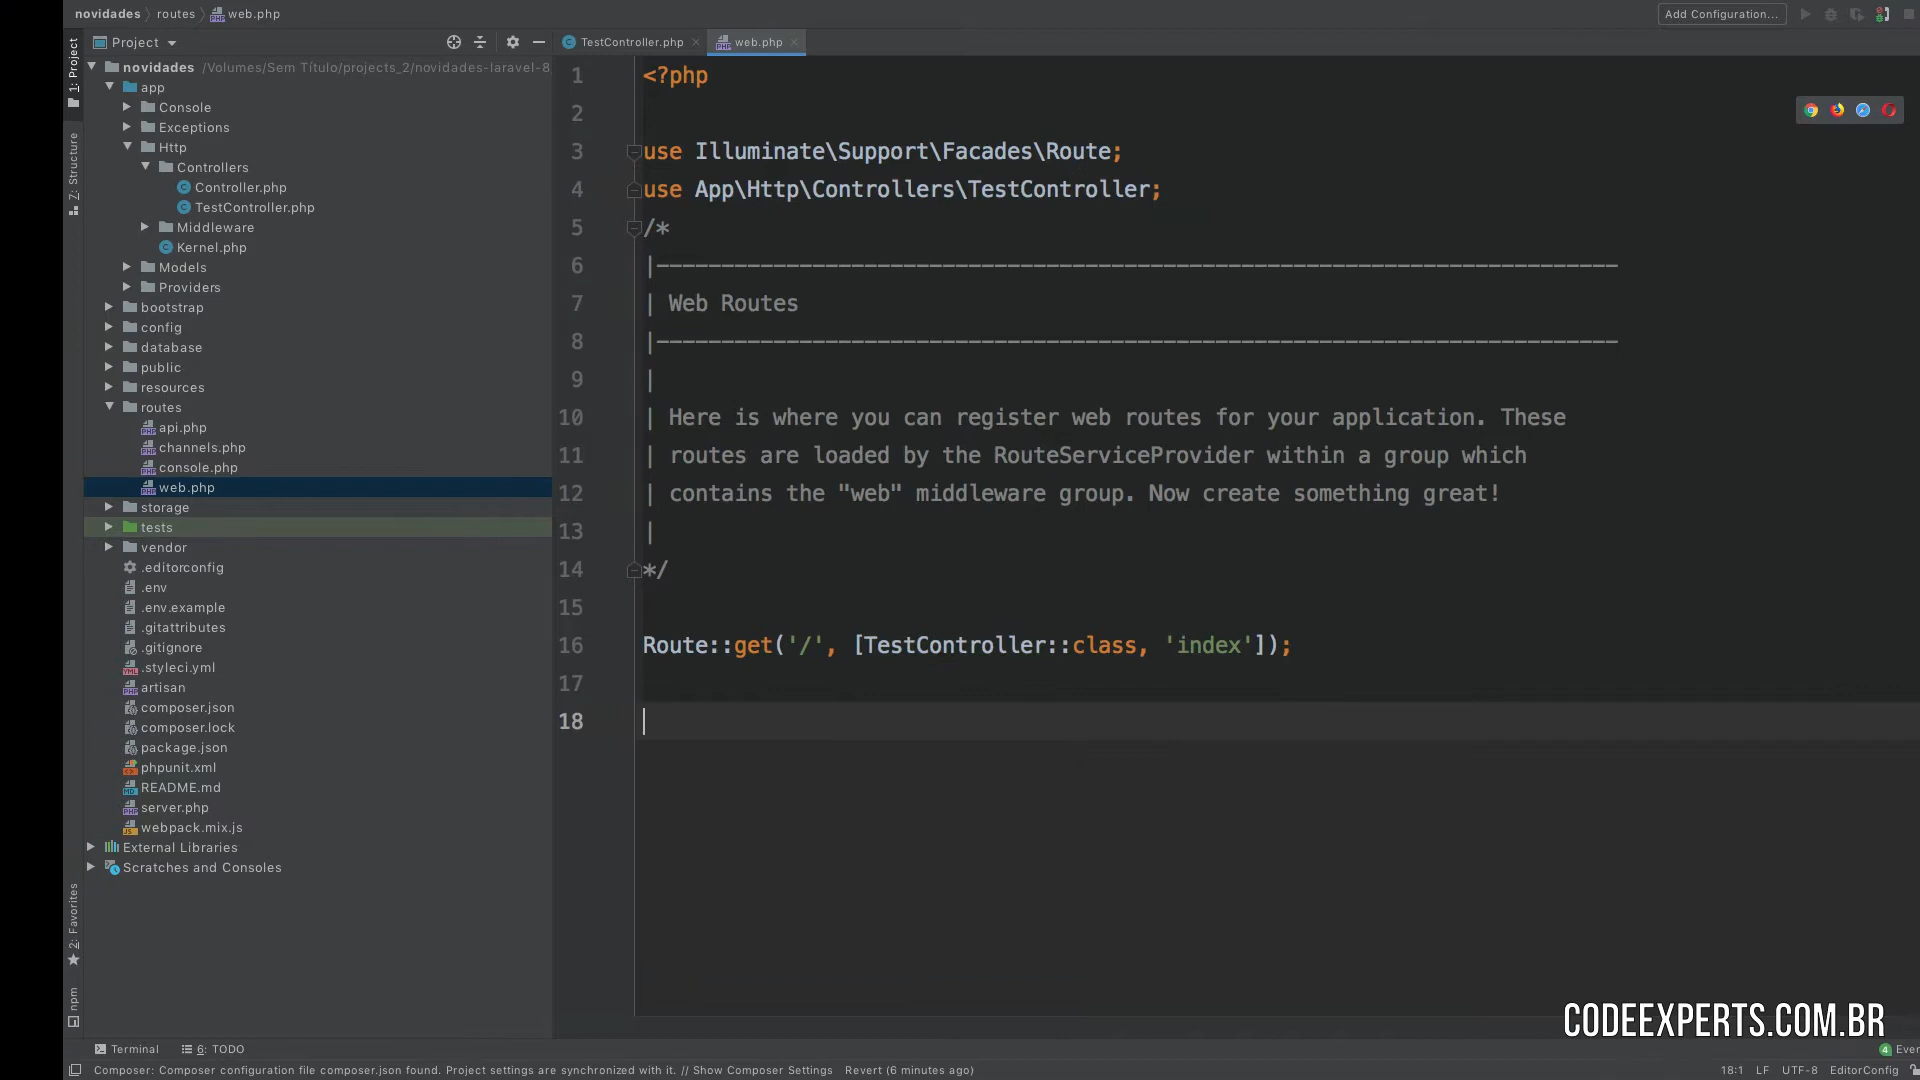 novidades routes web.php
Add Configuration...
1: Project
Z: Structure
2: Favorites
npm
Project
novidades /Volumes/Sem Título/projects_2/novidades-laravel-8
app
Console
Exceptions
Http
Controllers
Controller.php
TestController.php
Middleware
Kernel.php
Models
Providers
bootstrap
config
database
public
resources
routes
api.php
channels.php
console.php
web.php
storage
tests
vendor
.editorconfig
.env
.env.example
.gitattributes
.gitignore
.styleci.yml
artisan
composer.json
composer.lock
package.json
phpunit.xml
README.md
server.php
webpack.mix.js
External Libraries
Scratches and Consoles
TestController.php web.php
1 <?php
2
3 use Illuminate\Support\Facades\Route;
4 use App\Http\Controllers\TestController;
5 /*
6 |--------------------------------------------------------------------------
7 | Web Routes
8 |--------------------------------------------------------------------------
9 |
10 | Here is where you can register web routes for your application. These
11 | routes are loaded by the RouteServiceProvider within a group which
12 | contains the "web" middleware group. Now create something great!
13 |
14 */
15
16 Route::get('/', [TestController::class, 'index']);
17
18
CODEEXPERTS.COM.BR
Terminal 6: TODO
4 Ever
Composer: Composer configuration file composer.json found. Project settings are synchronized with it. // Show Composer Settings Revert (6 minutes ago)
18:1 LF UTF-8 EditorConfig